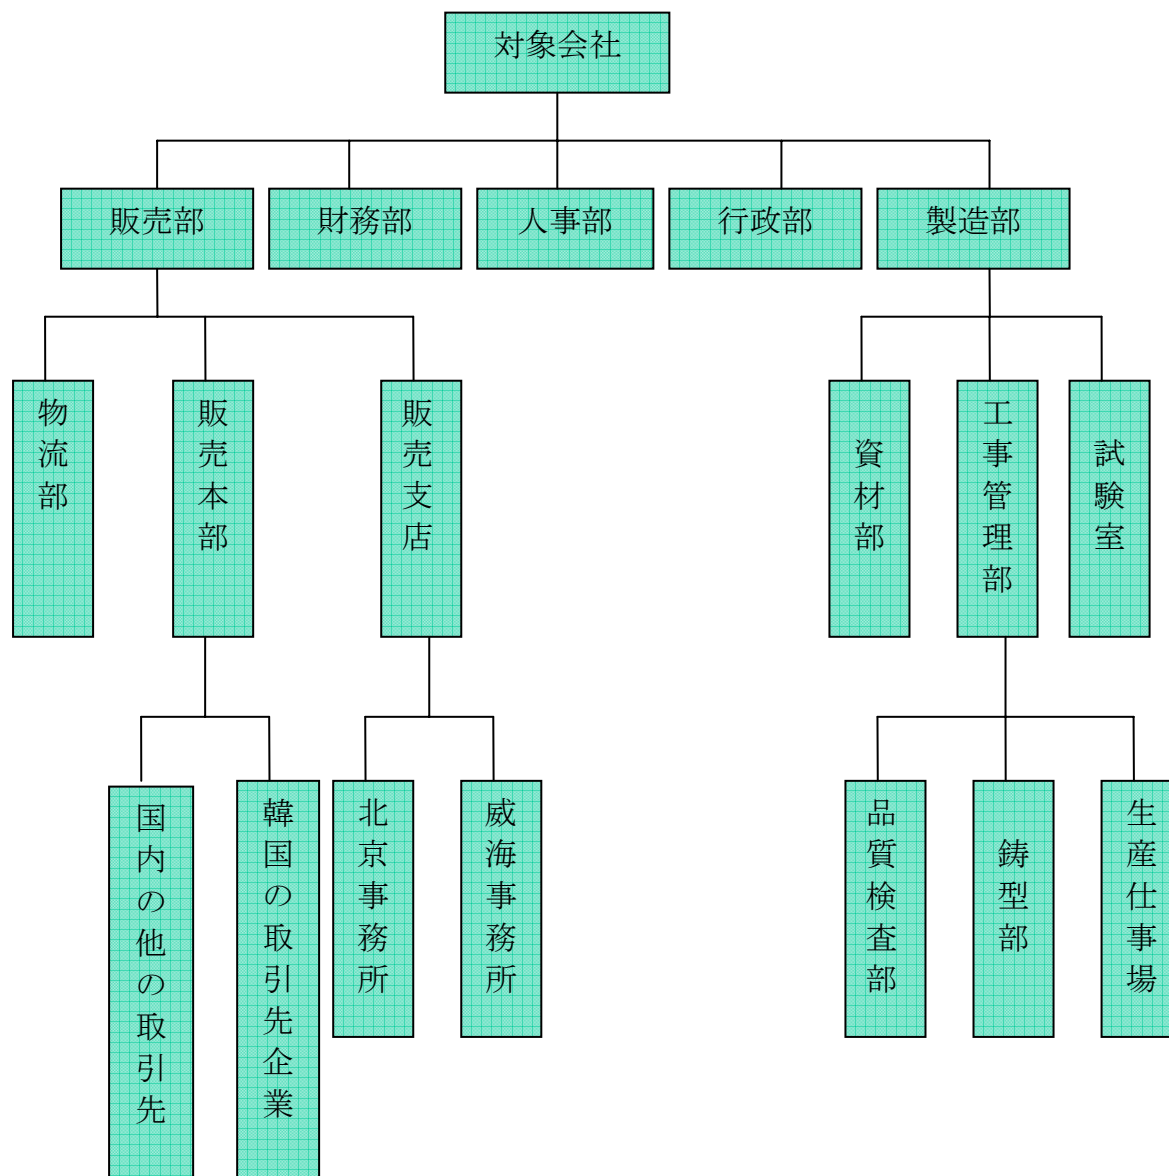 対象会社
販売部
財務部
人事部
行政部
製造部
物流部
販売本部
販売支店
資材部
工事管理部
試験室
国内の他の取引先
韓国の取引先企業
北京事務所
威海事務所
品質検査部
鋳型部
生産仕事場